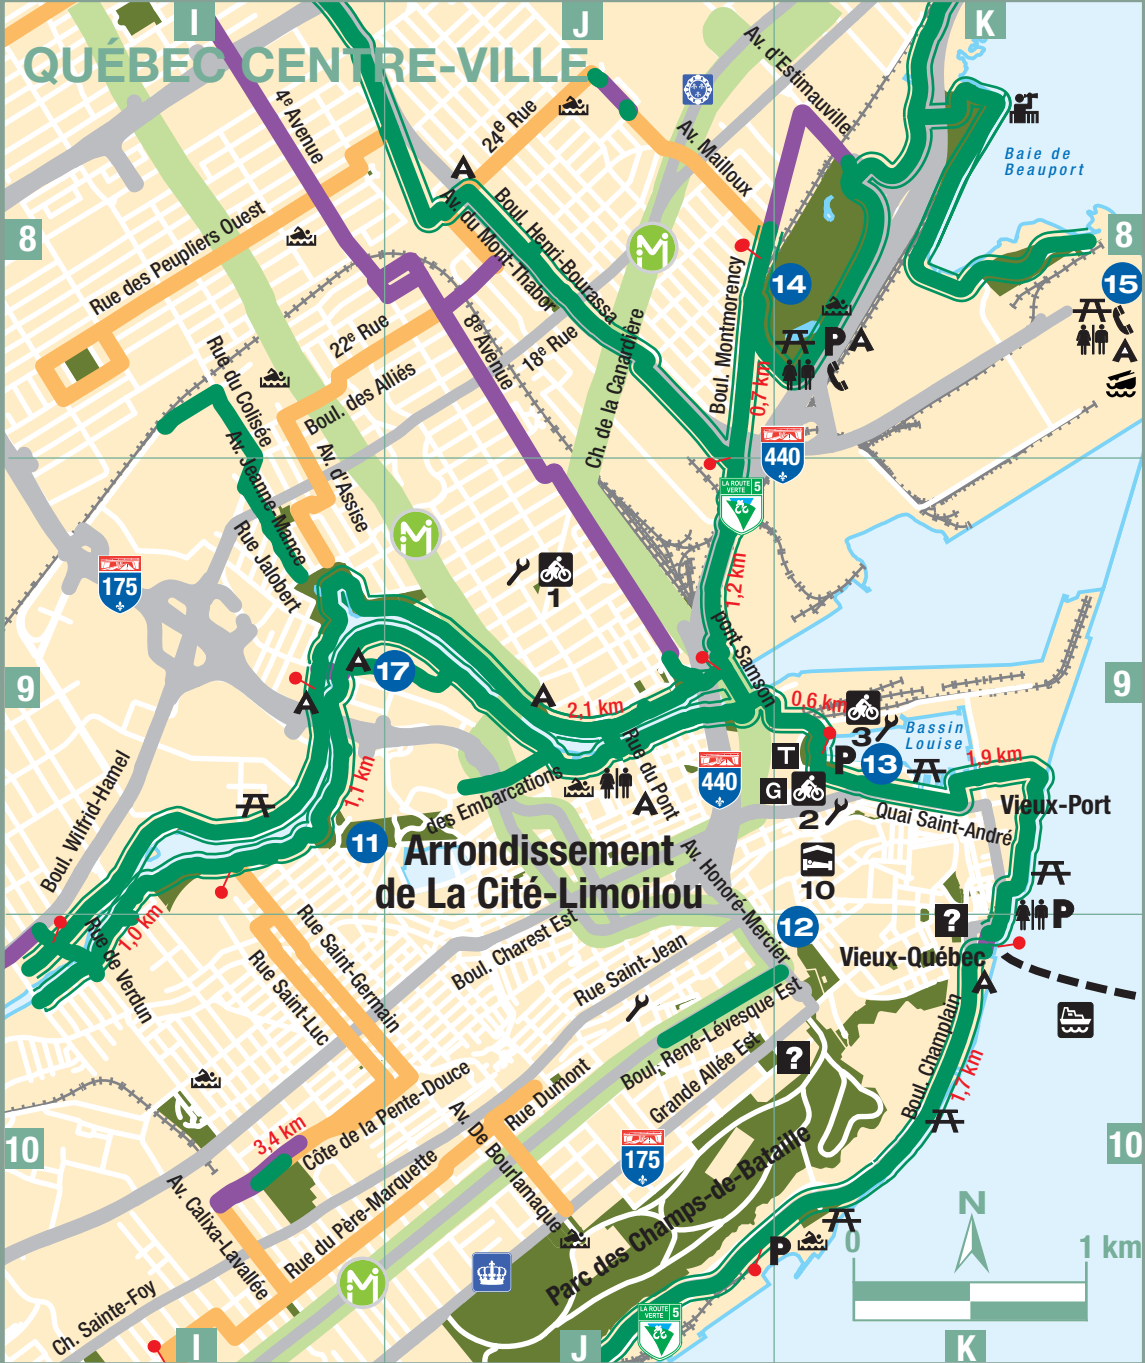 I
J
K
QUÉBEC CENTRE-VILLE
Av. d'Estimauville
4e Avenue
24e Rue
Av. Mailloux
Baie de
Beauport
8
8
Rue des Peupliers Ouest
Av. du Mont-Thabor
Boul. Henri-Bourassa
M
14
15
Boul. Montmorency
22e Rue
8e Avenue
18e Rue
Ch. de la Canardière
P
0,7 km
Rue du Colisée
Boul. des Alliés
Av. Jeanne-Mance
Av. d'Assise
440
LA ROUTE
VERTE 5
Rue Jalobert
M
175
1
1,2 km
pont Samson
9
9
17
2,1 km
0,6 km
3
Bassin
Louise
1,9 km
Rue du Pont
T
P
13
440
G
2
Vieux-Port
Quai Saint-André
Boul. Wilfrid-Hamel
1,1 km
des Embarcations
11
Arrondissement
de La Cité-Limoilou
Av. Honoré-Mercier
10
12
?
P
Vieux-Québec
1,0 km
Rue de Verdun
Rue Saint-Germain
Rue Saint-Luc
Boul. Charest Est
Rue Saint-Jean
Boul. René-Lévesque Est
Grande Allée Est
?
Boul. Champlain
1,7 km
10
10
3,4 km
Côte de la Pente-Douce
Rue Dumont
Av. De Bourlamaque
175
Rue du Père-Marquette
Av. Calixa-Lavallée
Parc des Champs-de-Bataille
P
N
0
1 km
M
Ch. Sainte-Foy
LA ROUTE
VERTE 5
I
J
K